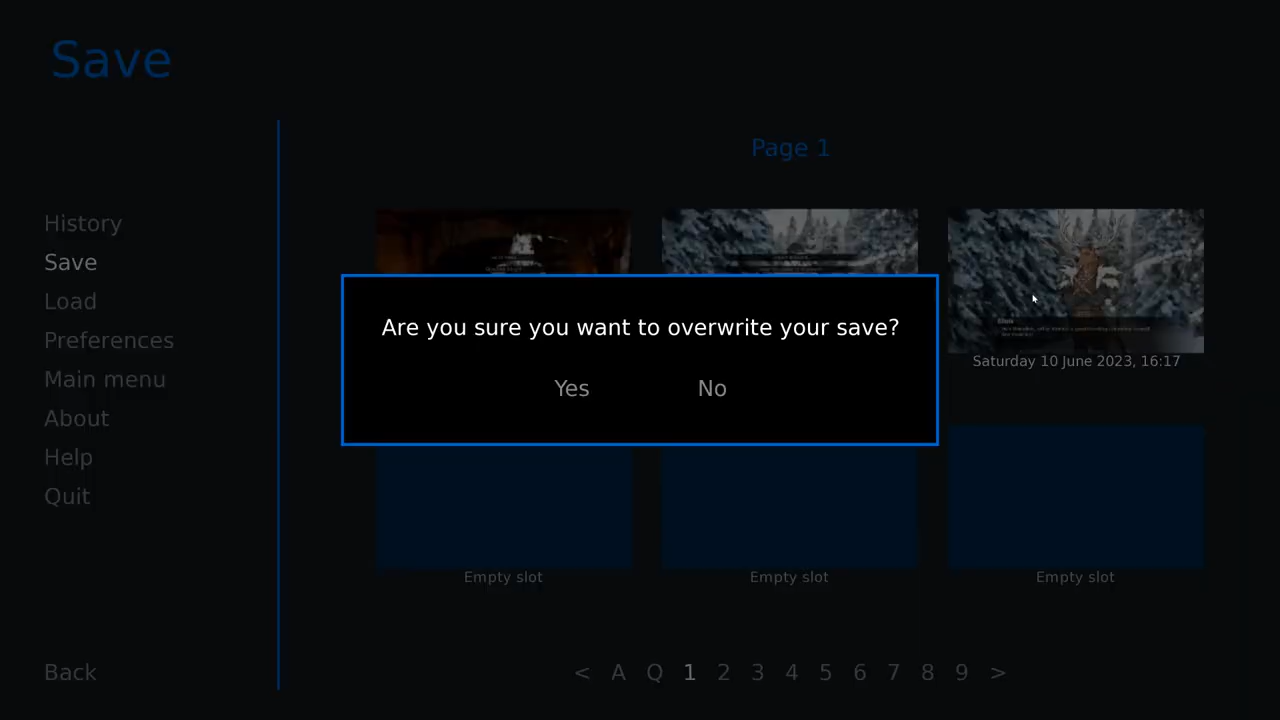 Save
Page 1
History
Save
Load
Preferences
Main menu
About
Help
Quit
Back
Are you sure you want to overwrite your save?
Yes No
Saturday 10 June 2023, 16:17
Empty slot Empty slot Empty slot
< A Q 1 2 3 4 5 6 7 8 9 >